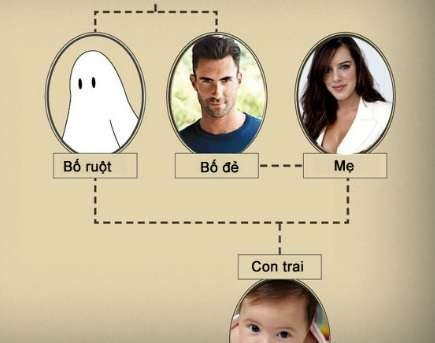 Bố ruột
Bố đẻ
Mẹ
Con trai